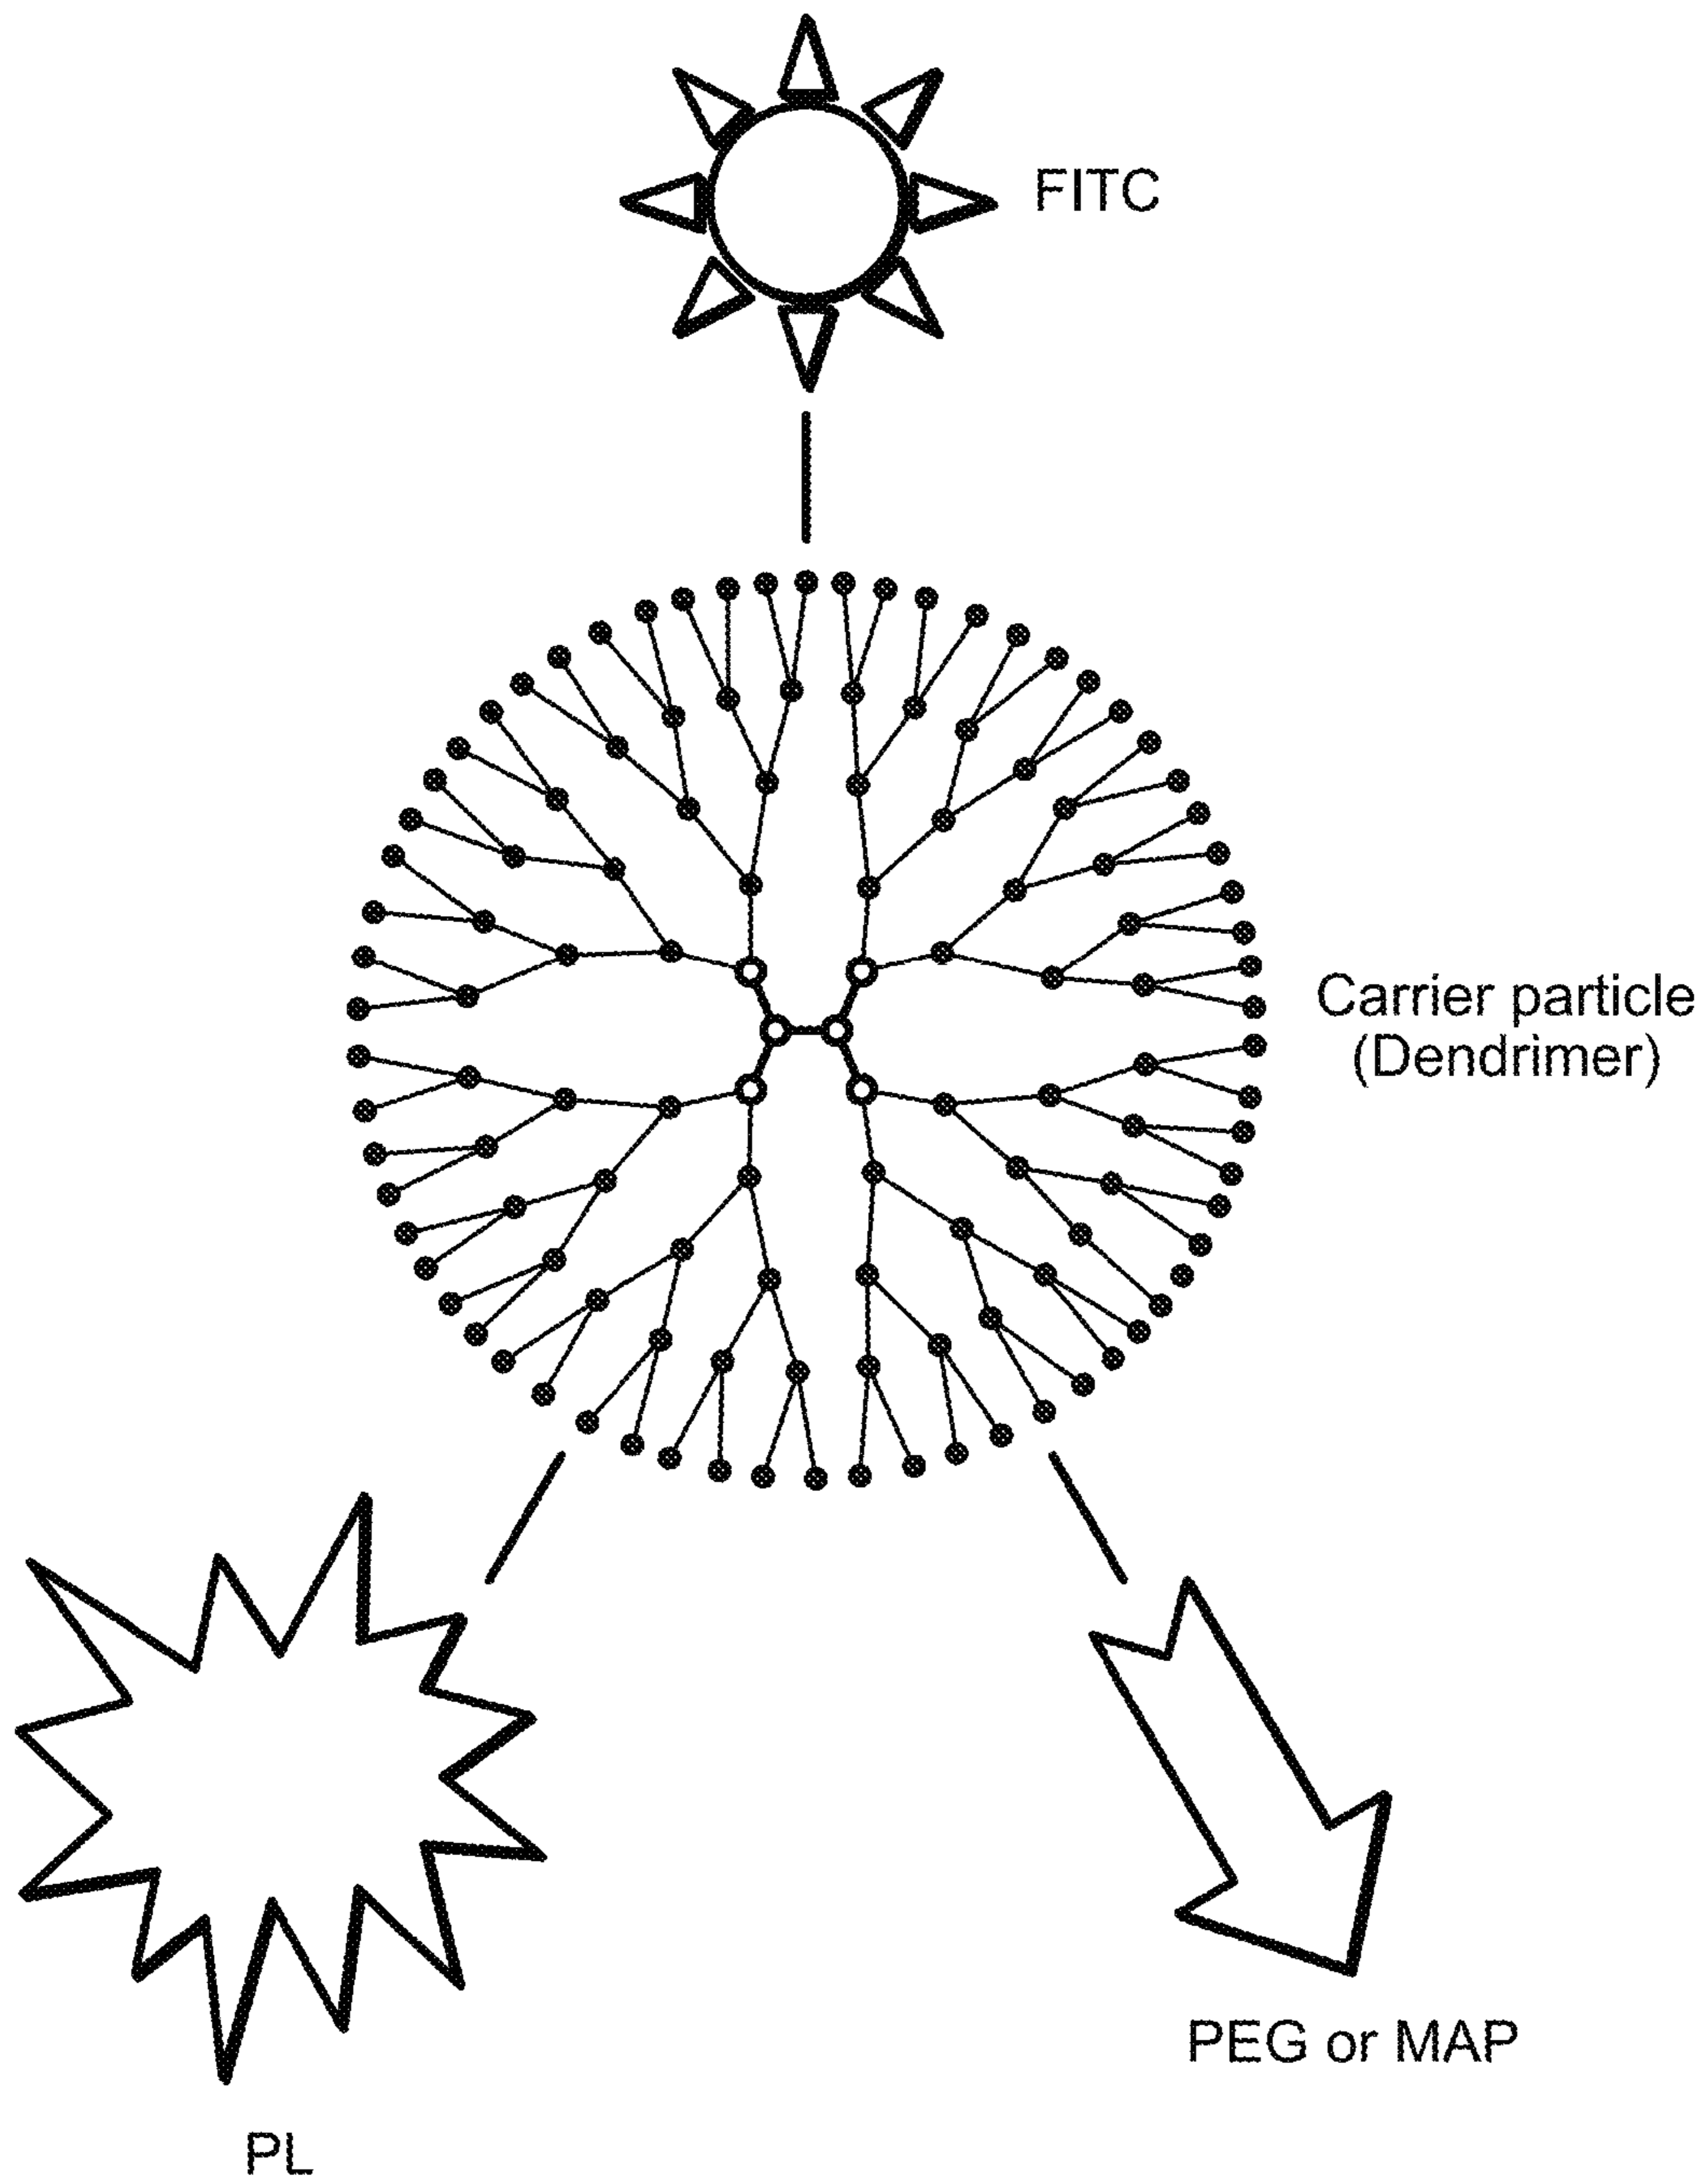 FITC
Carrier particle
(Dendrimer)
PEG or MAP
PL